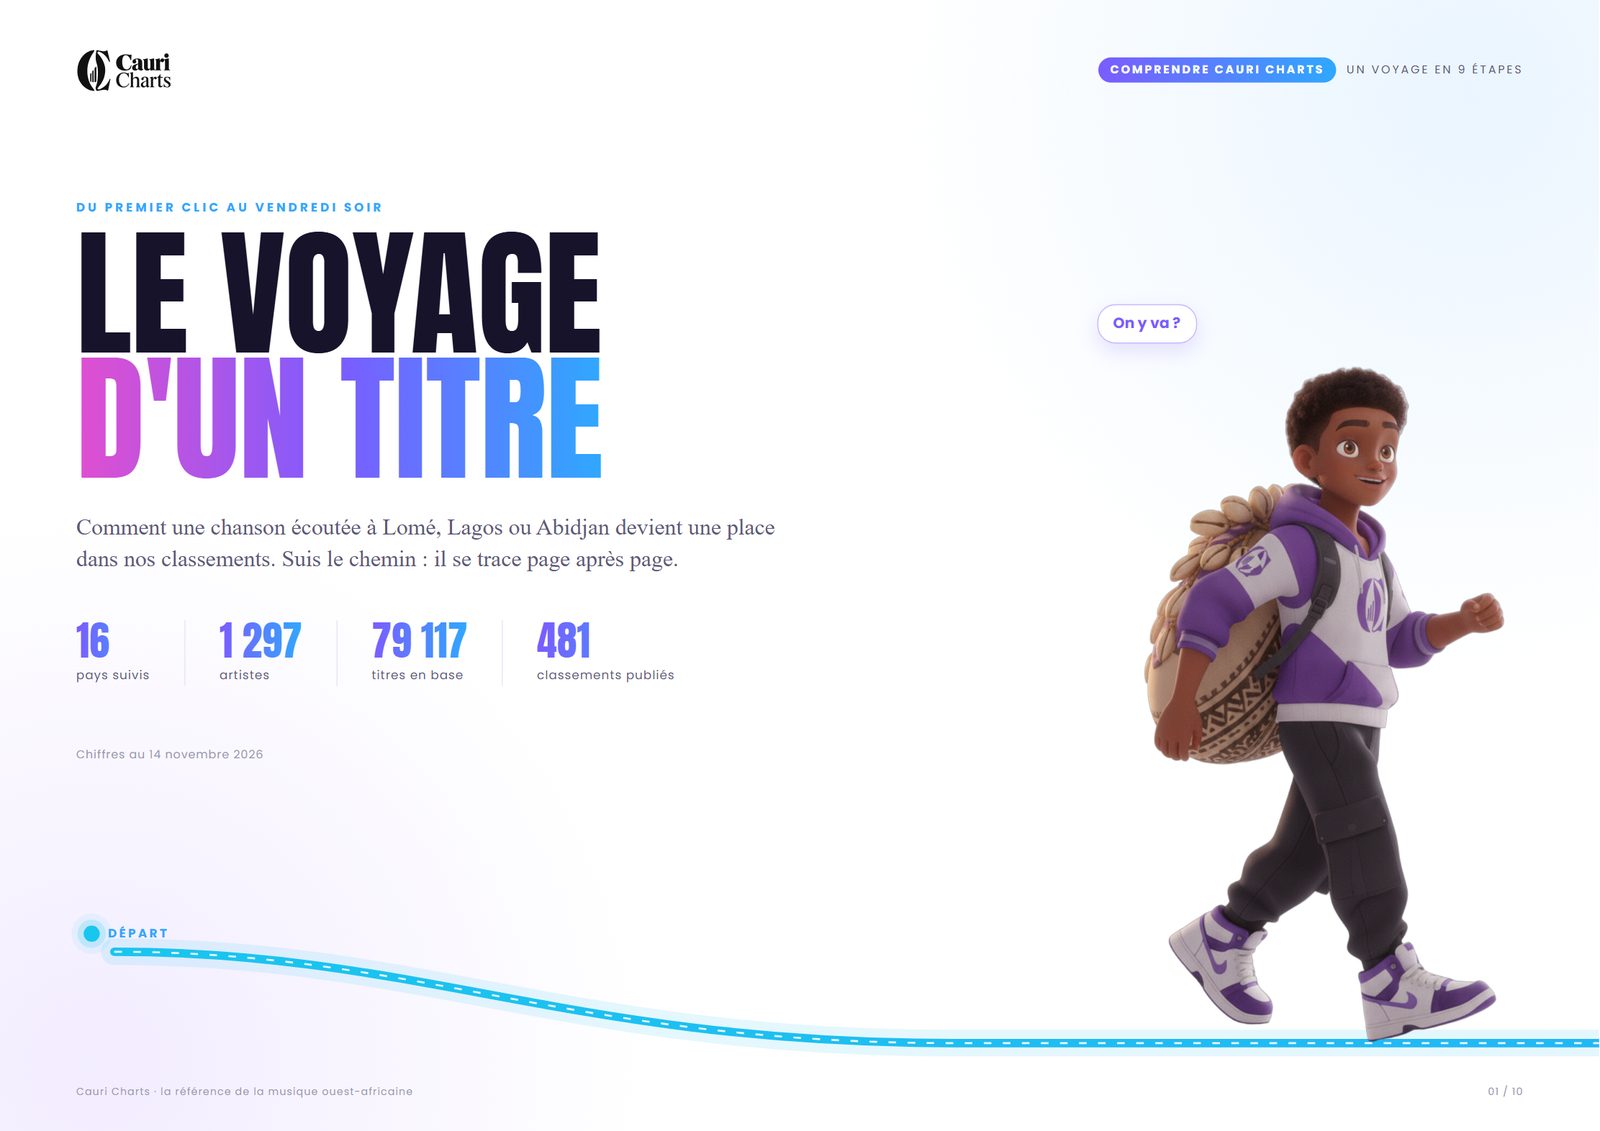 Cauri
Charts
COMPRENDRE CAURI CHARTS UN VOYAGE EN 9 ÉTAPES
DU PREMIER CLIC AU VENDREDI SOIR
LE VOYAGE
D'UN TITRE
On y va ?
Comment une chanson écoutée à Lomé, Lagos ou Abidjan devient une place
dans nos classements. Suis le chemin : il se trace page après page.
16
pays suivis
1 297
artistes
79 117
titres en base
481
classements publiés
Chiffres au 14 novembre 2026
DÉPART
Cauri Charts · la référence de la musique ouest-africaine
01 / 10